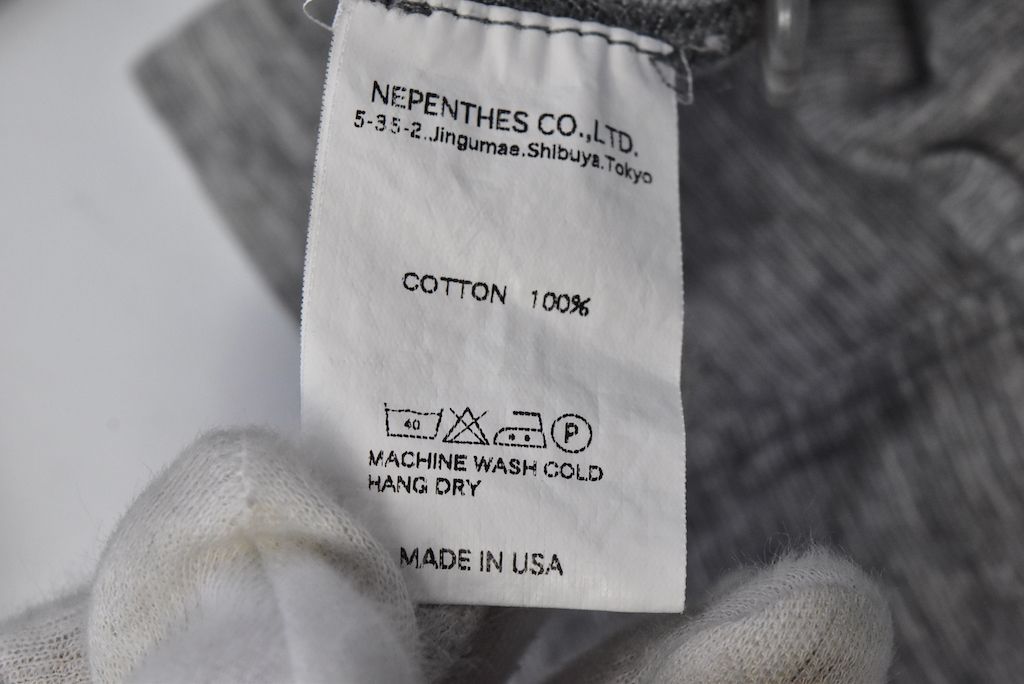 NEPENTHES CO.,LTD.
5-35-2.Jingumae.Shibuya.Tokyo
COTTON 100%
40 P
MACHINE WASH COLD
HANG DRY
MADE IN USA